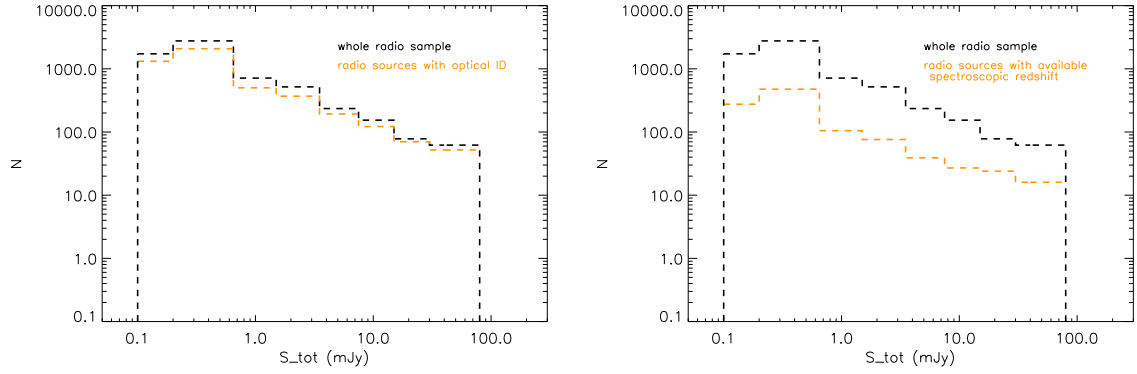 10000.0
1000.0
100.0
10.0
1.0
0.1
N
0.1 1.0 10.0 100.0
S_tot (mJy)
whole radio sample
radio sources with optical ID
10000.0
1000.0
100.0
10.0
1.0
0.1
N
0.1 1.0 10.0 100.0
S_tot (mJy)
whole radio sample
radio sources with available
spectroscopic redshift